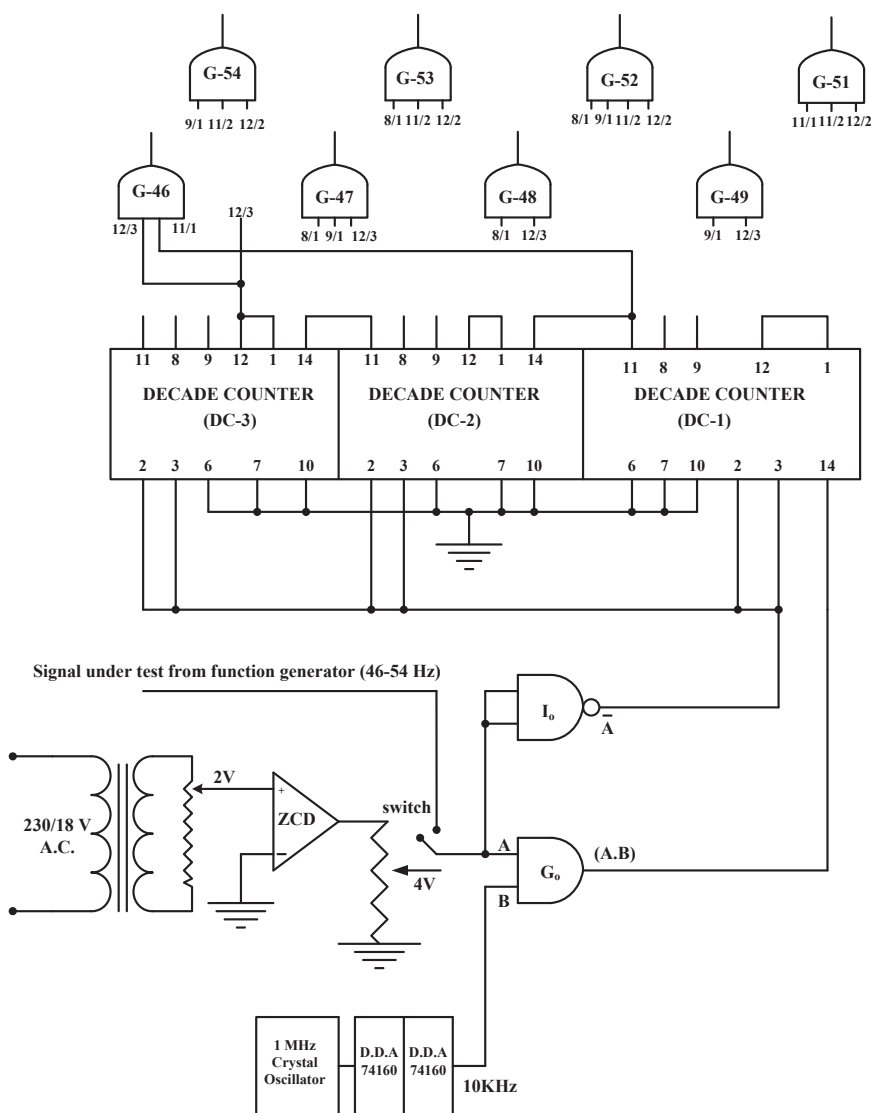 G-54
G-53
G-52
G-51
9/1 11/2 12/2
8/1 11/2 12/2
8/1 9/1 11/2 12/2
11/1 11/2 12/2
G-46
G-47
G-48
G-49
12/3
11/1
12/3
8/1 9/1 12/3
8/1 12/3
9/1 12/3
11 8 9 12 1 14
11 8 9 12 1 14
11 8 9 12 1
DECADE COUNTER
(DC-3)
DECADE COUNTER
(DC-2)
DECADE COUNTER
(DC-1)
2 3 6 7 10
2 3 6 7 10
6 7 10 2 3 14
Signal under test from function generator (46-54 Hz)
Io
A
2V
+
ZCD
switch
230/18 V
A.C.
A
(A.B)
Go
4V
B
1 MHz
Crystal
Oscillator
D.D.A
74160
D.D.A
74160
10KHz